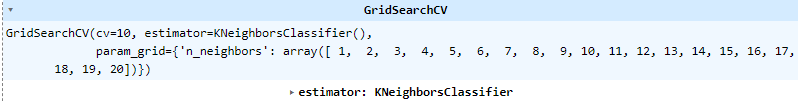 GridSearchCV
GridSearchCV(cv=10, estimator=KNeighborsClassifier(),
param_grid={'n_neighbors': array([ 1,  2,  3,  4,  5,  6,  7,  8,  9, 10, 11, 12, 13, 14, 15, 16, 17,
18, 19, 20])})
estimator: KNeighborsClassifier